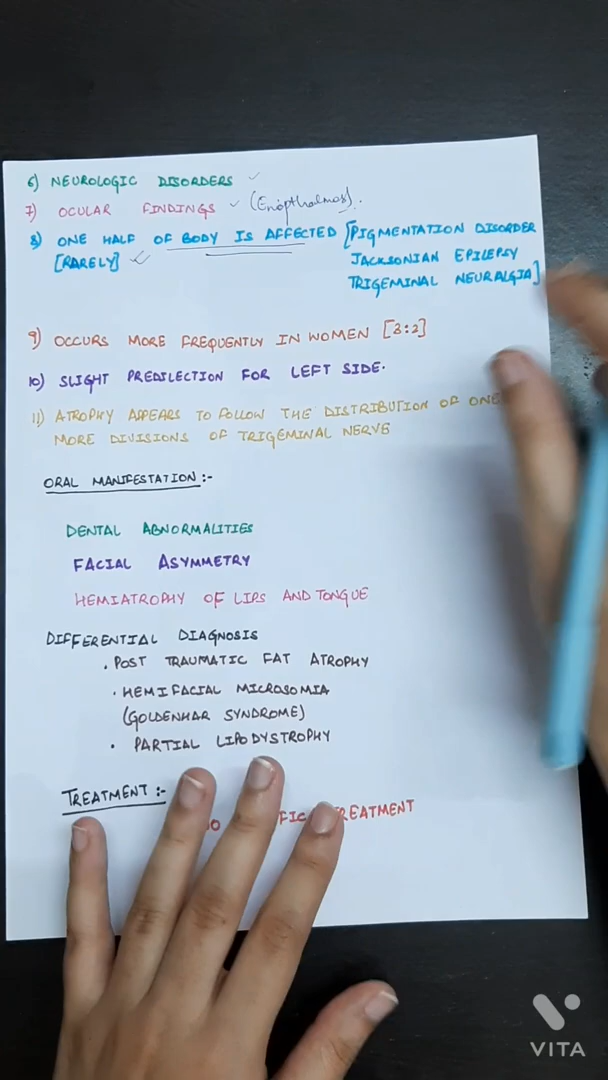 6) NEUROLOGIC DISORDERS
7) OCULAR FINDINGS (Enopthalmos).
8) ONE HALF OF BODY IS AFFECTED [PIGMENTATION DISORDER
[RARELY] JACKSONIAN EPILEPSY
TRIGEMINAL NEURALGIA]
9) OCCURS MORE FREQUENTLY IN WOMEN [3:2]
10) SLIGHT PREDILECTION FOR LEFT SIDE.
11) ATROPHY APPEARS TO FOLLOW THE DISTRIBUTION OF ONE
MORE DIVISIONS OF TRIGEMINAL NERVE
ORAL MANIFESTATION :-
DENTAL ABNORMALITIES
FACIAL ASYMMETRY
HEMIATROPHY OF LIPS AND TONGUE
DIFFERENTIAL DIAGNOSIS
. POST TRAUMATIC FAT ATROPHY
. HEMIFACIAL MICROSOMIA
(GOLDENHAR SYNDROME)
. PARTIAL LIPODYSTROPHY
TREATMENT :-
TREATMENT
VITA